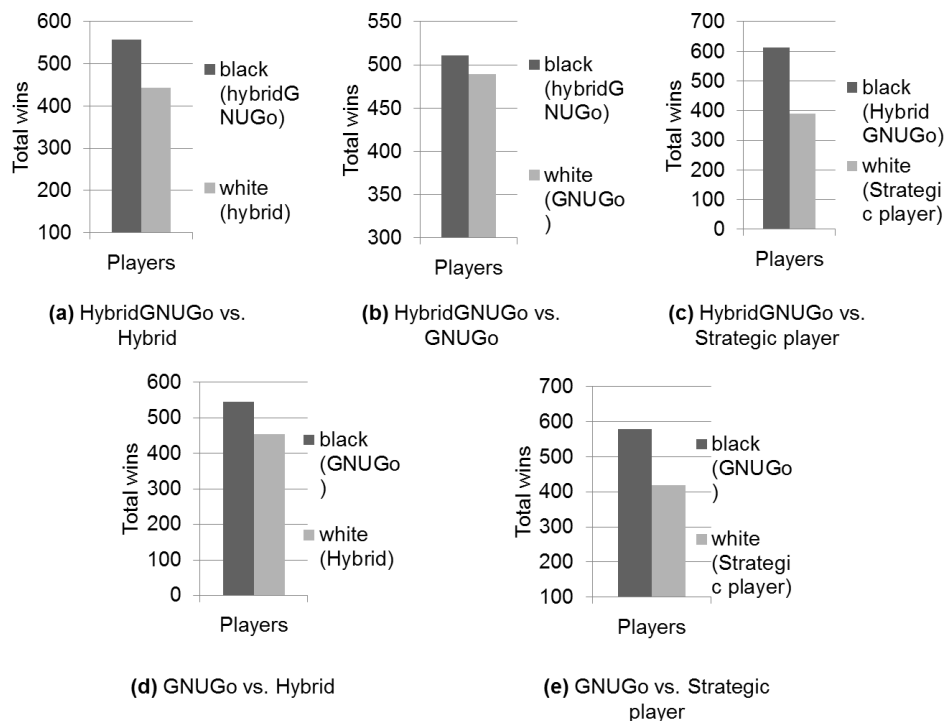 600
500
400
300
200
100
Total wins
Players
black
(hybridG
NUGo)
white
(hybrid)
(a) HybridGNUGo vs.
Hybrid
550
500
450
400
350
300
Total wins
Players
black
(hybridG
NUGo)
white
(GNUGo
)
(b) HybridGNUGo vs.
GNUGo
700
600
500
400
300
200
100
0
Total wins
Players
black
(Hybrid
GNUGo)
white
(Strategi
c player)
(c) HybridGNUGo vs.
Strategic player
600
500
400
300
200
100
0
Total wins
Players
black
(GNUGo
)
white
(Hybrid)
(d) GNUGo vs. Hybrid
700
600
500
400
300
200
100
Total wins
Players
black
(GNUGo
)
white
(Strategi
c player)
(e) GNUGo vs. Strategic
player